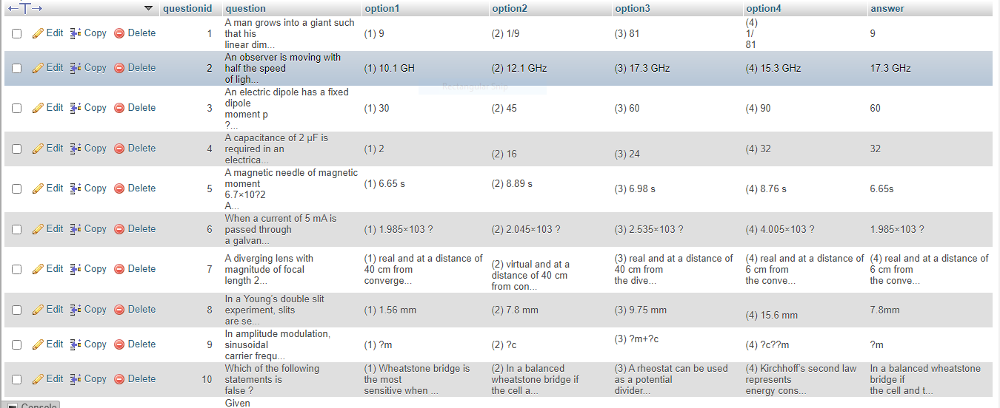 questionid question option1 option2 option3 option4 answer
Edit Copy Delete 1 A man grows into a giant such that his linear dim... (1) 9 (2) 1/9 (3) 81 (4) 1/ 81 9
Edit Copy Delete 2 An observer is moving with half the speed of ligh... (1) 10.1 GH (2) 12.1 GHz (3) 17.3 GHz (4) 15.3 GHz 17.3 GHz
Rectangular Snip
Edit Copy Delete 3 An electric dipole has a fixed dipole moment p ?... (1) 30 (2) 45 (3) 60 (4) 90 60
Edit Copy Delete 4 A capacitance of 2 µF is required in an electrica... (1) 2 (2) 16 (3) 24 (4) 32 32
Edit Copy Delete 5 A magnetic needle of magnetic moment 6.7×10?2 A... (1) 6.65 s (2) 8.89 s (3) 6.98 s (4) 8.76 s 6.65s
Edit Copy Delete 6 When a current of 5 mA is passed through a galvan... (1) 1.985×103 ? (2) 2.045×103 ? (3) 2.535×103 ? (4) 4.005×103 ? 1.985×103 ?
Edit Copy Delete 7 A diverging lens with magnitude of focal length 2... (1) real and at a distance of 40 cm from converge... (2) virtual and at a distance of 40 cm from con... (3) real and at a distance of 40 cm from the dive... (4) real and at a distance of 6 cm from the conve... (4) real and at a distance of 6 cm from the conve...
Edit Copy Delete 8 In a Young's double slit experiment, slits are se... (1) 1.56 mm (2) 7.8 mm (3) 9.75 mm (4) 15.6 mm 7.8mm
Edit Copy Delete 9 In amplitude modulation, sinusoidal carrier frequ... (1) ?m (2) ?c (3) ?m+?c (4) ?c??m ?m
Edit Copy Delete 10 Which of the following statements is false ? (1) Wheatstone bridge is the most sensitive when ... (2) In a balanced wheatstone bridge if the cell a... (3) A rheostat can be used as a potential divider... (4) Kirchhoff's second law represents energy cons... In a balanced wheatstone bridge if the cell and t...
Given
Console